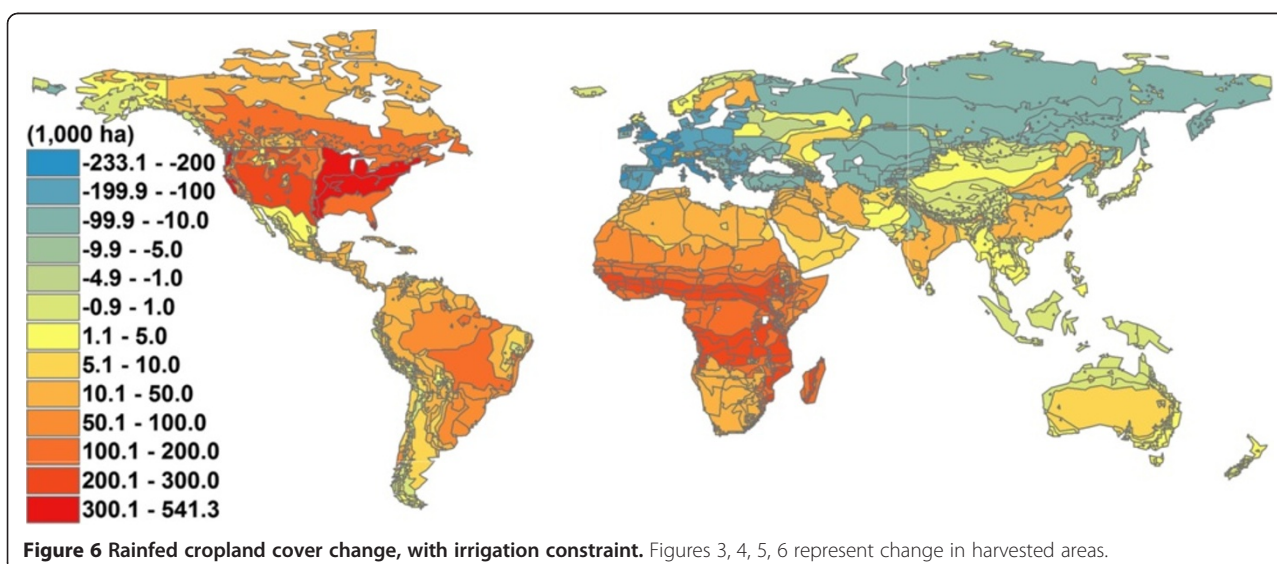 (1,000 ha)
-233.1 - -200
-199.9 - -100
-99.9 - -10.0
-9.9 - -5.0
-4.9 - -1.0
-0.9 - 1.0
1.1 - 5.0
5.1 - 10.0
10.1 - 50.0
50.1 - 100.0
100.1 - 200.0
200.1 - 300.0
300.1 - 541.3
Figure 6 Rainfed cropland cover change, with irrigation constraint. Figures 3, 4, 5, 6 represent change in harvested areas.